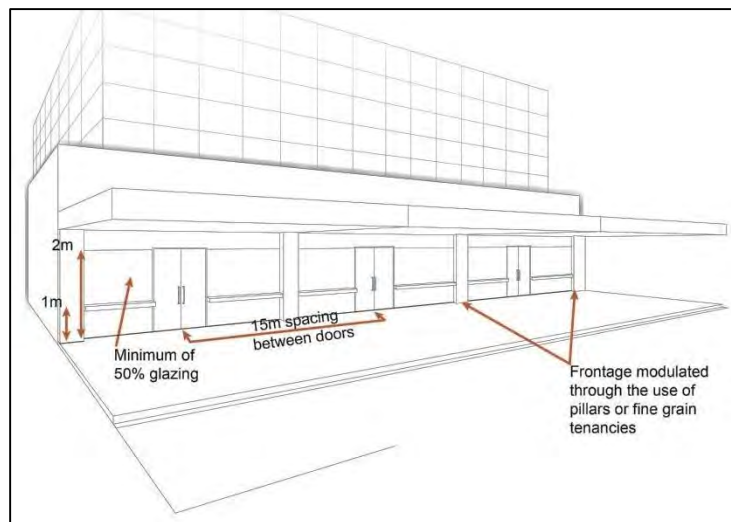 2m
1m
15m spacing
between doors
Minimum of
50% glazing
Frontage modulated
through the use of
pillars or fine grain
tenancies